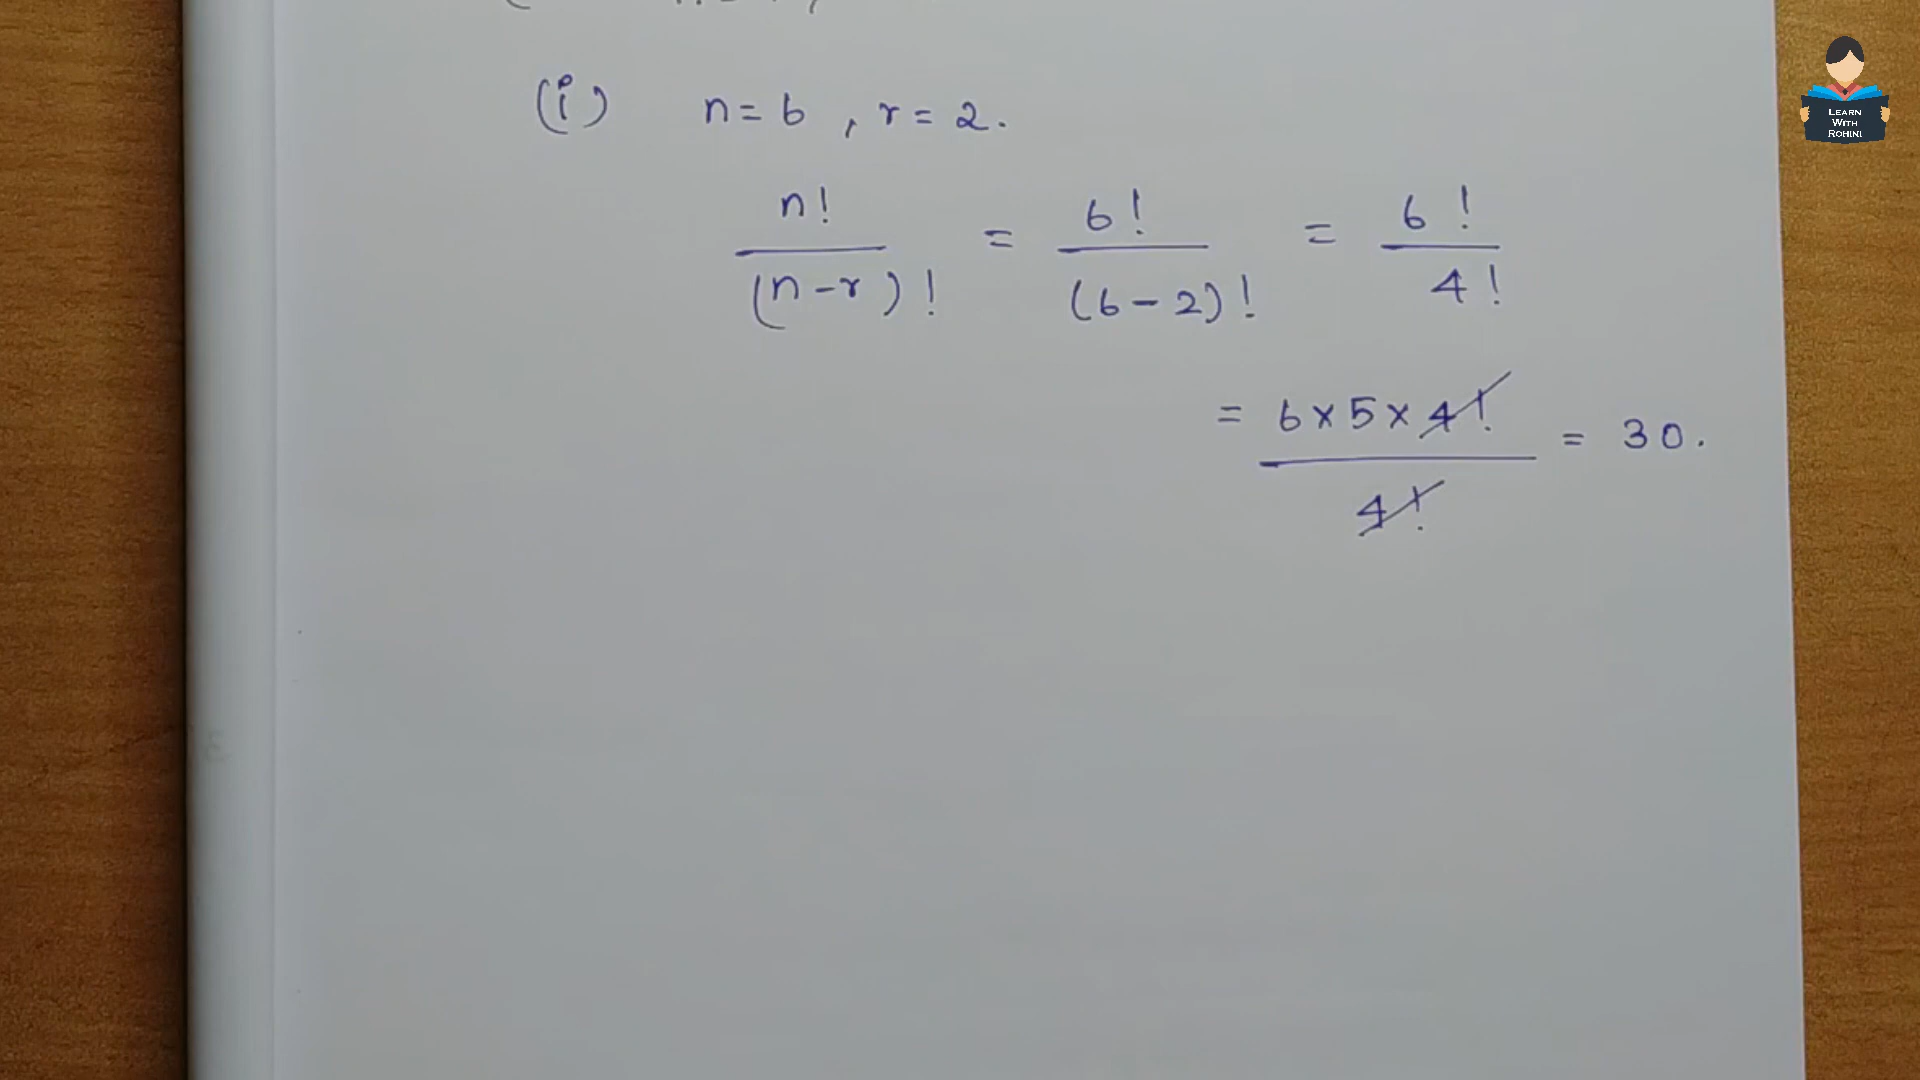 (i) n = 6 , r = 2.
n! / (n - r)! = 6! / (6 - 2)! = 6! / 4!
= 6 x 5 x 4! / 4! = 30.
LEARN
WITH
ROHINI